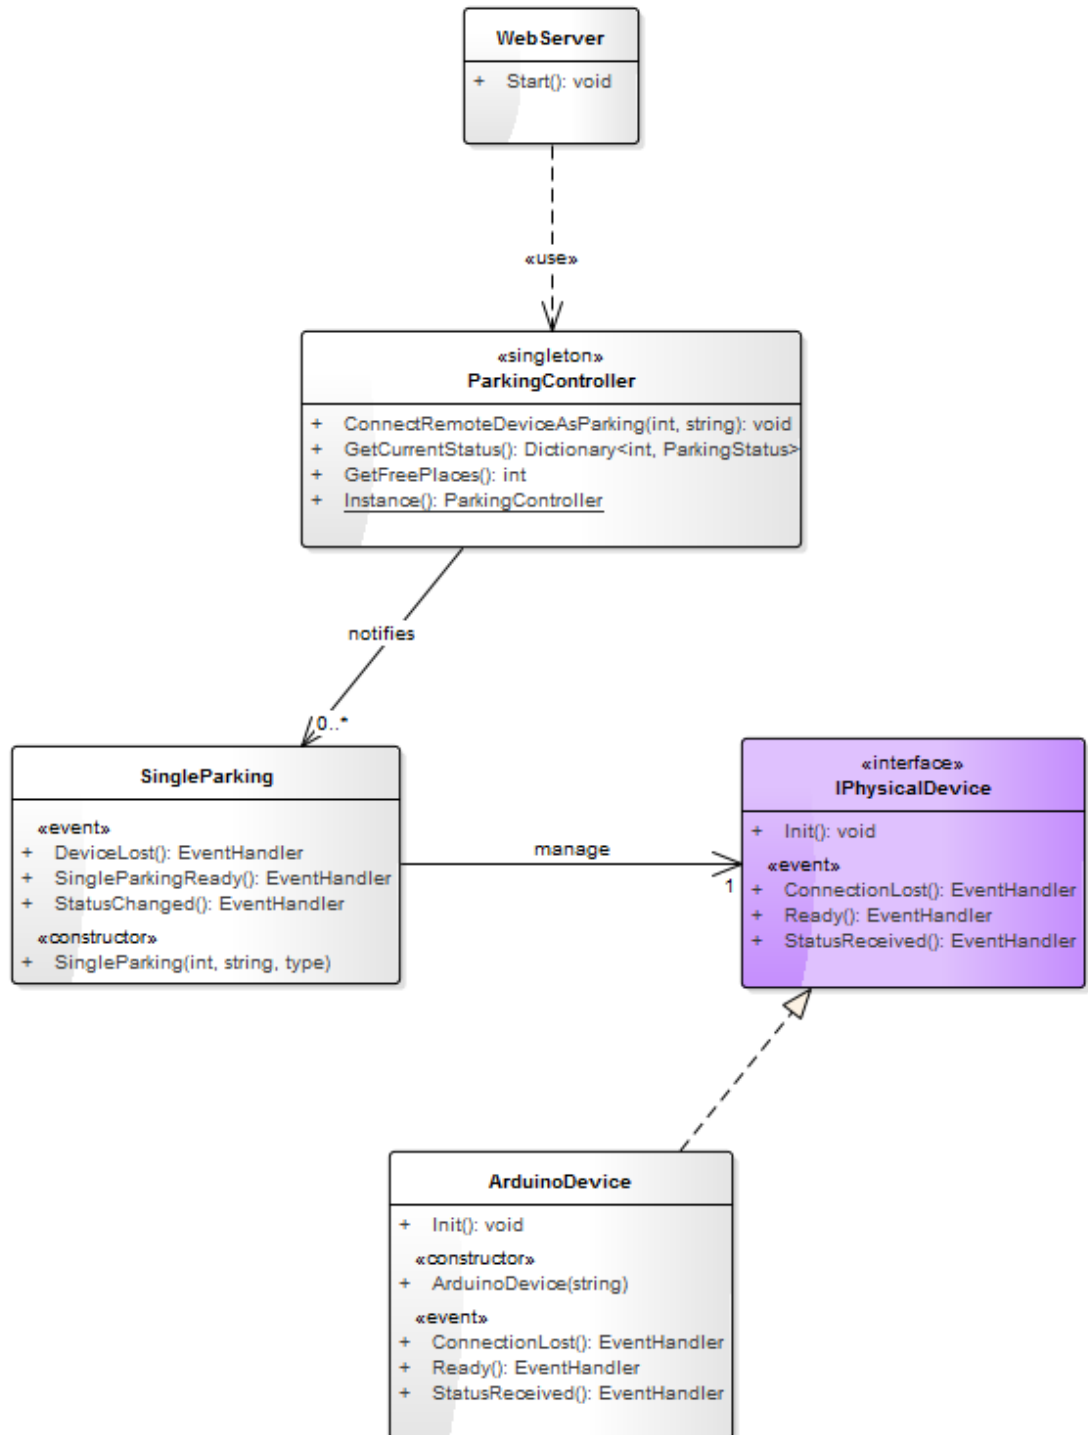 WebServer
+ Start(): void
«use»
«singleton»
ParkingController
+ ConnectRemoteDeviceAsParking(int, string): void
+ GetCurrentStatus(): Dictionary<int, ParkingStatus>
+ GetFreePlaces(): int
+ Instance(): ParkingController
notifies
0..*
SingleParking
«event»
+ DeviceLost(): EventHandler
+ SingleParkingReady(): EventHandler
+ StatusChanged(): EventHandler
«constructor»
+ SingleParking(int, string, type)
manage
1
«interface»
IPhysicalDevice
+ Init(): void
«event»
+ ConnectionLost(): EventHandler
+ Ready(): EventHandler
+ StatusReceived(): EventHandler
ArduinoDevice
+ Init(): void
«constructor»
+ ArduinoDevice(string)
«event»
+ ConnectionLost(): EventHandler
+ Ready(): EventHandler
+ StatusReceived(): EventHandler